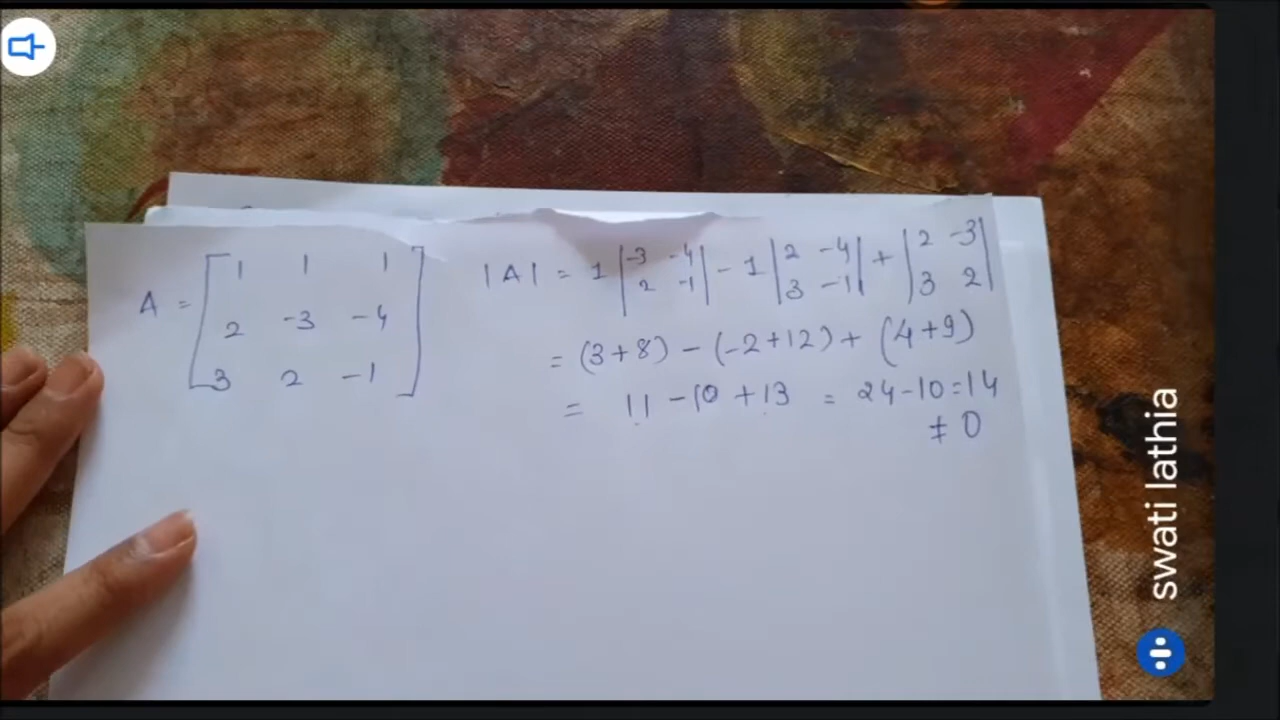 A = [ 1 1 1
2 -3 -4
3 2 -1 ]
|A| = 1 | -3 -4 | - 1 | 2 -4 | + | 2 -3 |
| 2 -1 | | 3 -1 | | 3 2 |
= (3+8) - (-2+12) + (4+9)
= 11 -10 +13 = 24-10=14
≠ 0
swati lathia